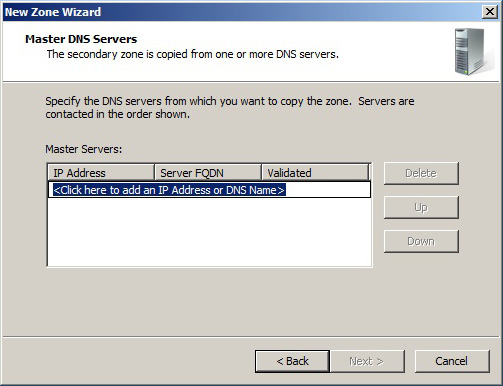 New Zone Wizard
Master DNS Servers
The secondary zone is copied from one or more DNS servers.
Specify the DNS servers from which you want to copy the zone.  Servers are
contacted in the order shown.
Master Servers:
IP Address Server FQDN Validated
<Click here to add an IP Address or DNS Name>
Delete
Up
Down
< Back Next > Cancel